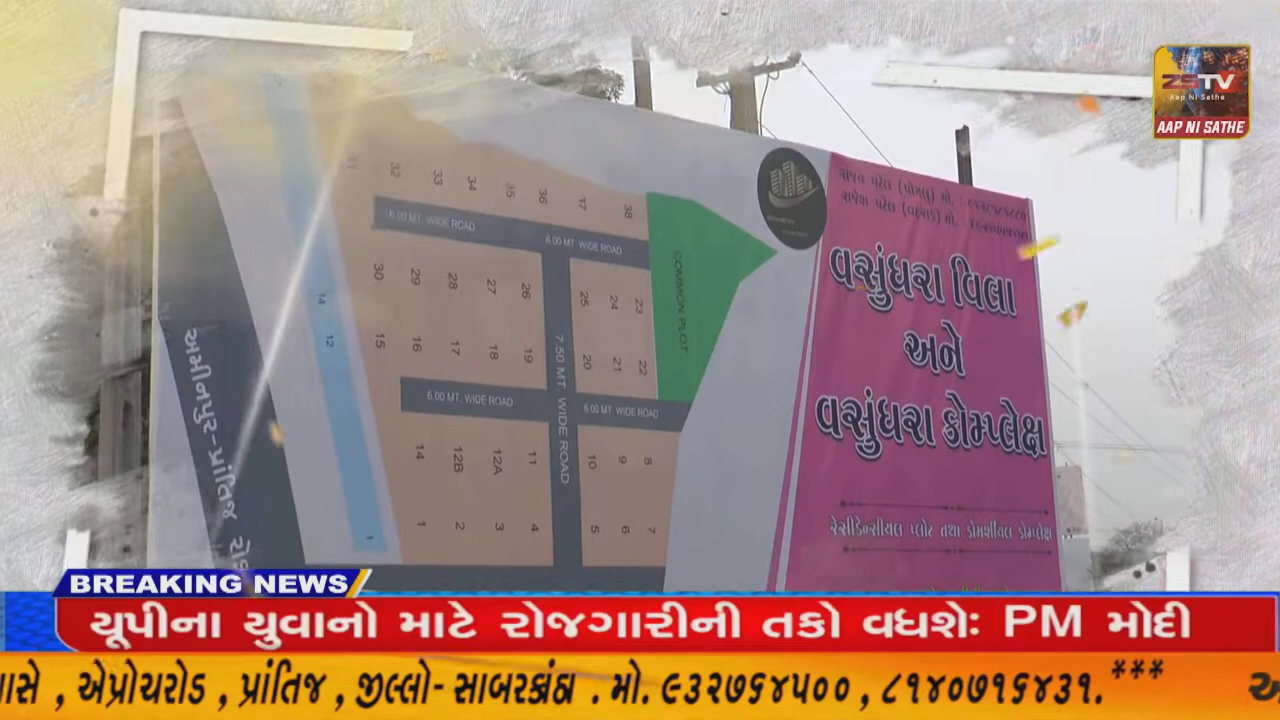 ZSTV
Aap Ni Sathe
AAP NI SATHE
વસુંધરા વિલા
અને
વસુંધરા કોમ્પ્લેક્ષ
રેસીડેન્સીયલ પ્લોટ તથા કોમર્શીયલ કોમ્પ્લેક્ષ
31 32 33 34 35 36 37 38
6.00 MT. WIDE ROAD
6.00 MT. WIDE ROAD
30 29 28 27 26 25 24 23
COMMON PLOT
14
12
15 16 17 18 19 20 21 22
7.50 MT. WIDE ROAD
6.00 MT. WIDE ROAD
6.00 MT. WIDE ROAD
14 12B 12A 11 10 9 8
1 2 3 4 5 6 7
1
અમીનપુર-પ્રાંતિજ રોડ
BREAKING NEWS
યૂપીના યુવાનો માટે રોજગારીની તકો વધશેઃ PM મોદી
પાસે , એપ્રોચરોડ , પ્રાંતિજ , જીલ્લો- સાબરકાંઠા . મો. ૯૩૨૭૬૪૫૦૦ , ૮૧૪૦૭૧૬૪૩૧.***